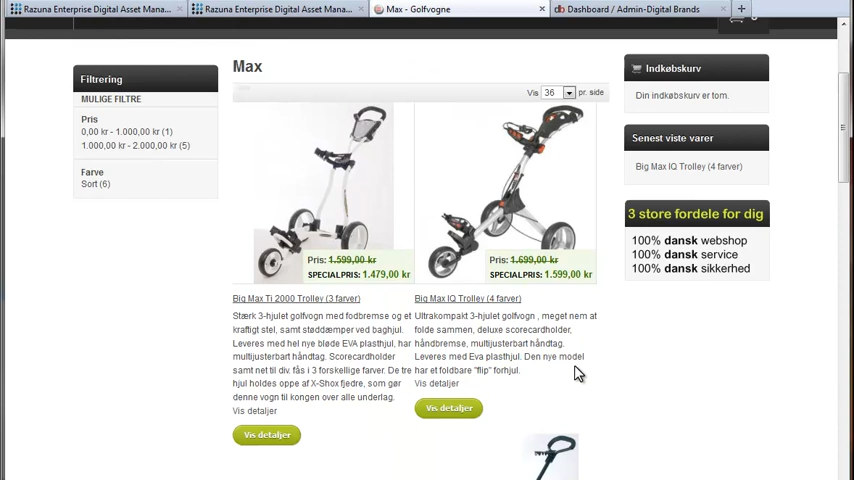 Razuna Enterprise Digital Asset Mana...
Razuna Enterprise Digital Asset Mana...
Max - Golfvogne
Dashboard / Admin-Digital Brands
Filtrering
MULIGE FILTRE
Pris
0,00 kr - 1.000,00 kr (1)
1.000,00 kr - 2.000,00 kr (5)
Farve
Sort (6)
Max
Vis 36 pr. side
Pris: 1.599,00 kr
SPECIALPRIS: 1.479,00 kr
Big Max Ti 2000 Trolley (3 farver)
Stærk 3-hjulet golfvogn med fodbremse og et
kraftigt stel, samt støddæmper ved baghjul.
Leveres med hel nye bløde EVA plasthjul, har
multijusterbart håndtag. Scorecardholder
samt net til div. fås i 3 forskellige farver. De tre
hjul holdes oppe af X-Shox fjedre, som gør
denne vogn til kongen over alle underlag.
Vis detaljer
Vis detaljer
Pris: 1.699,00 kr
SPECIALPRIS: 1.599,00 kr
Big Max IQ Trolley (4 farver)
Ultrakompakt 3-hjulet golfvogn , meget nem at
folde sammen, deluxe scorecardholder,
håndbremse, multijusterbart håndtag.
Leveres med Eva plasthjul. Den nye model
har et foldbare "flip" forhjul.
Vis detaljer
Vis detaljer
Indkøbskurv
Din indkøbskurv er tom.
Senest viste varer
Big Max IQ Trolley (4 farver)
3 store fordele for dig
100% dansk webshop
100% dansk service
100% dansk sikkerhed